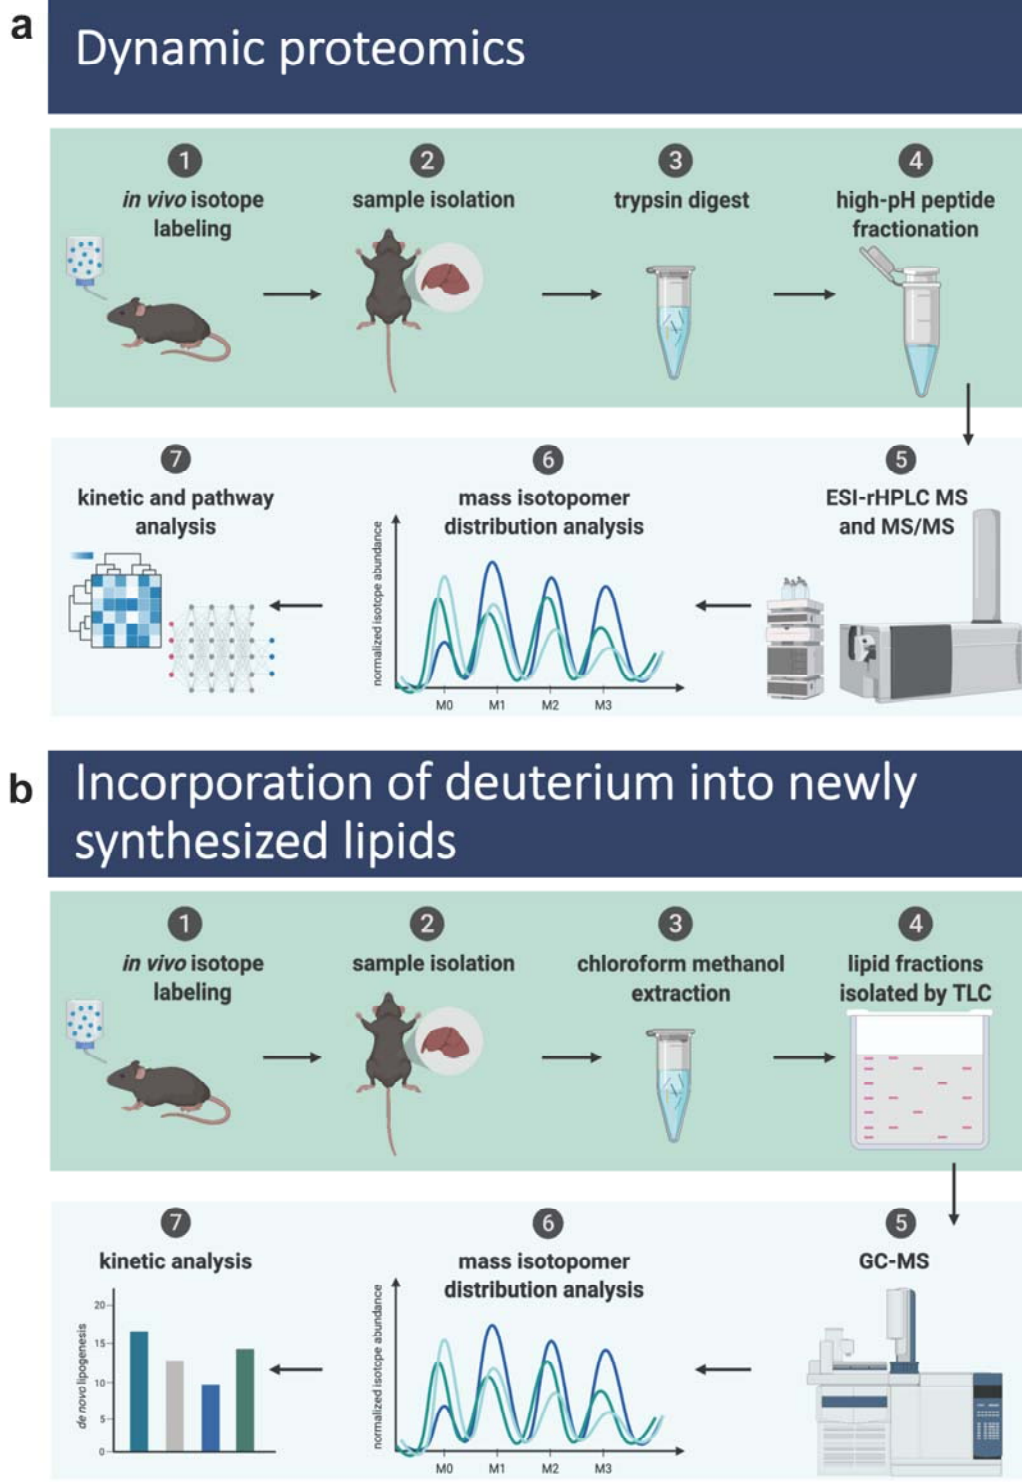 a
Dynamic proteomics
1
in vivo isotope
labeling
2
sample isolation
3
trypsin digest
4
high-pH peptide
fractionation
7
kinetic and pathway
analysis
6
mass isotopomer
distribution analysis
normalized isotope abundance
M0 M1 M2 M3
5
ESI-rHPLC MS
and MS/MS
b
Incorporation of deuterium into newly
synthesized lipids
1
in vivo isotope
labeling
2
sample isolation
3
chloroform methanol
extraction
4
lipid fractions
isolated by TLC
7
kinetic analysis
de novo lipogenesis
20
15
10
5
0
6
mass isotopomer
distribution analysis
normalized isotope abundance
M0 M1 M2 M3
5
GC-MS